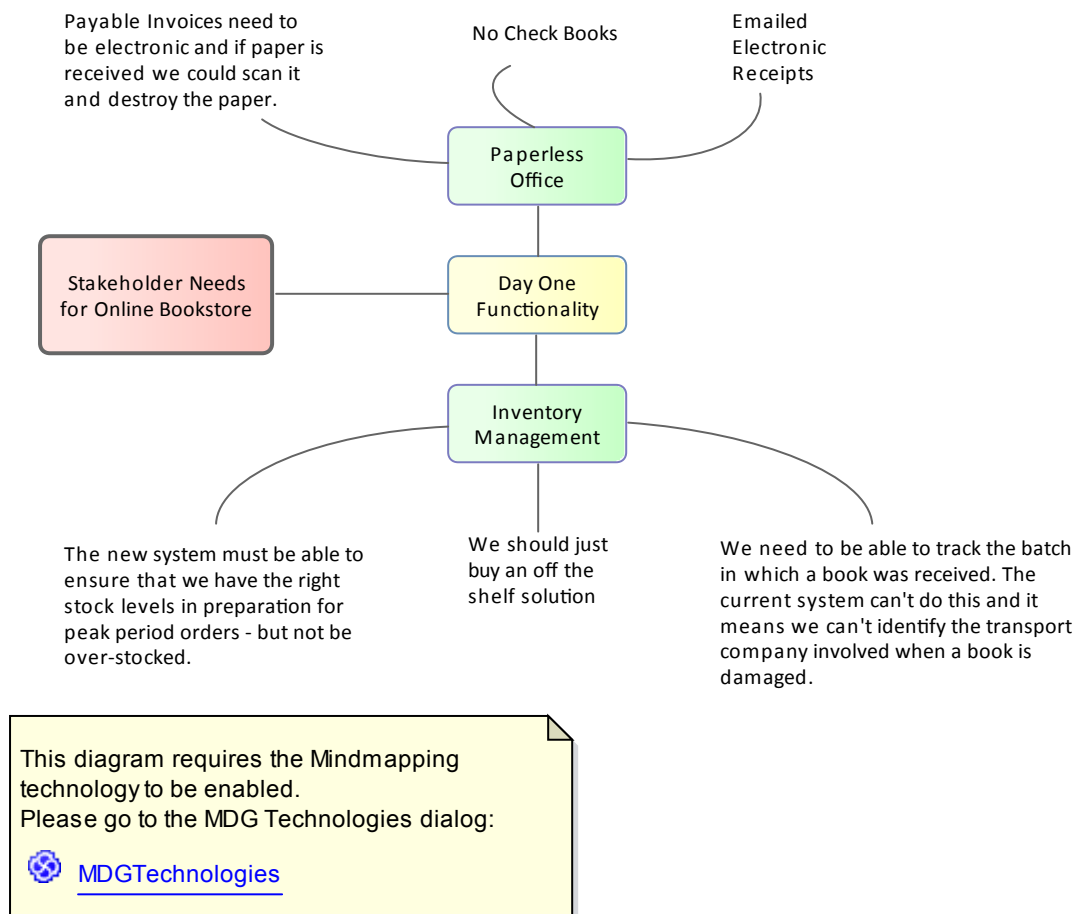 Payable Invoices need to
be electronic and if paper is
received we could scan it
and destroy the paper.
No Check Books
Emailed
Electronic
Receipts
Paperless
Office
Stakeholder Needs
for Online Bookstore
Day One
Functionality
Inventory
Management
The new system must be able to
ensure that we have the right
stock levels in preparation for
peak period orders - but not be
over-stocked.
We should just
buy an off the
shelf solution
We need to be able to track the batch
in which a book was received. The
current system can't do this and it
means we can't identify the transport
company involved when a book is
damaged.
This diagram requires the Mindmapping
technology to be enabled.
Please go to the MDG Technologies dialog:
MDGTechnologies